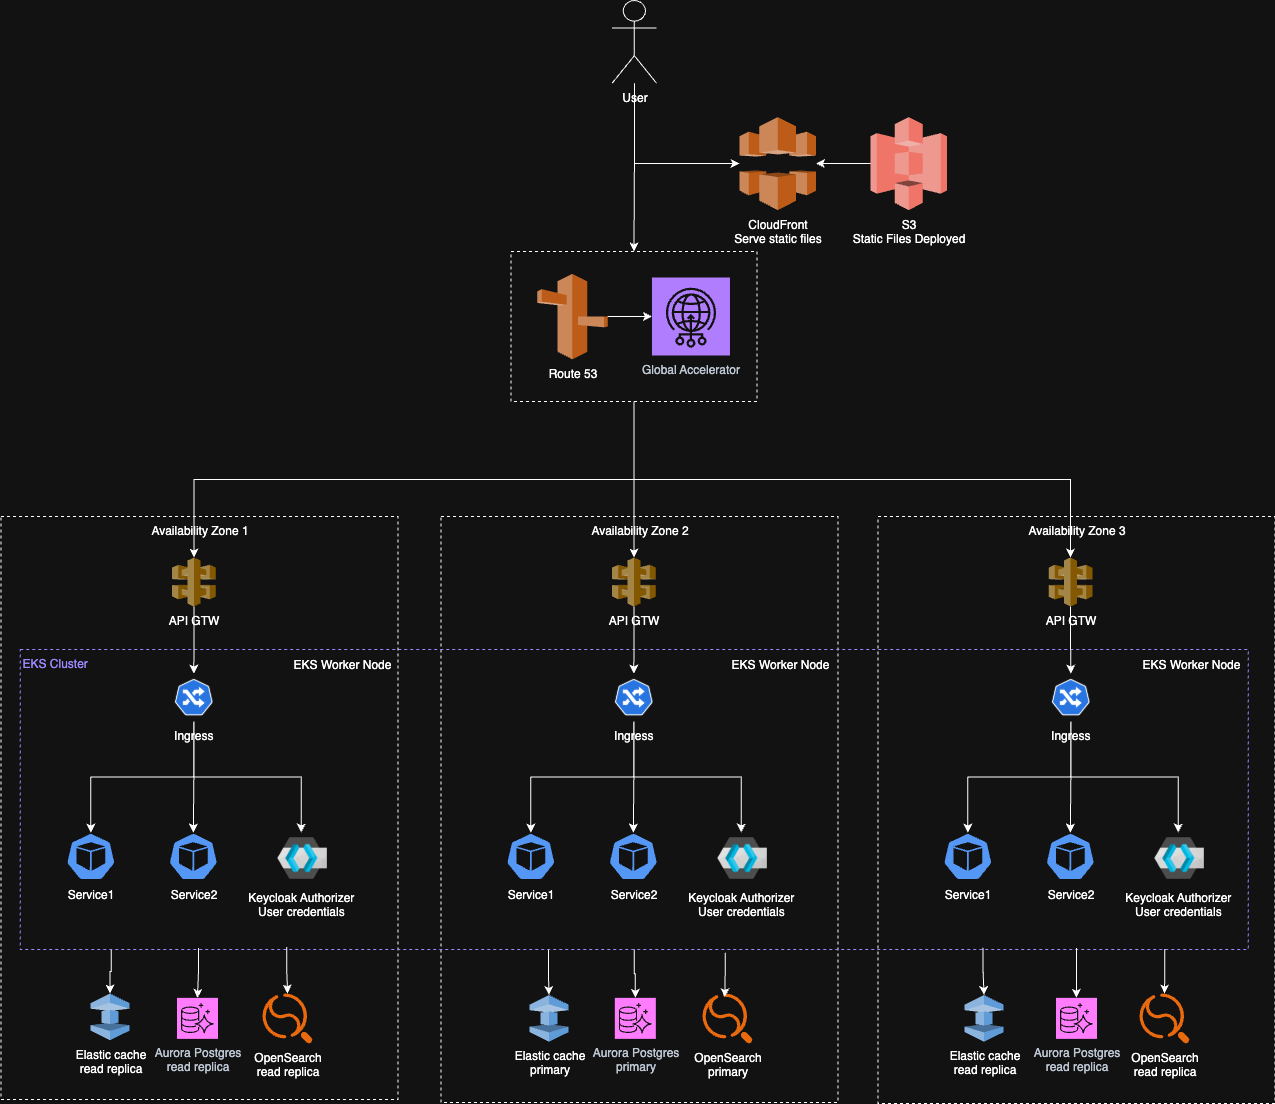 User
CloudFront
Serve static files
S3
Static Files Deployed
Route 53
Global Accelerator
Availability Zone 1
Availability Zone 2
Availability Zone 3
API GTW
API GTW
API GTW
EKS Cluster
EKS Worker Node
EKS Worker Node
EKS Worker Node
Ingress
Ingress
Ingress
Service1
Service2
Keycloak Authorizer
User credentials
Service1
Service2
Keycloak Authorizer
User credentials
Service1
Service2
Keycloak Authorizer
User credentials
Elastic cache
read replica
Aurora Postgres
read replica
OpenSearch
read replica
Elastic cache
primary
Aurora Postgres
primary
OpenSearch
primary
Elastic cache
read replica
Aurora Postgres
read replica
OpenSearch
read replica